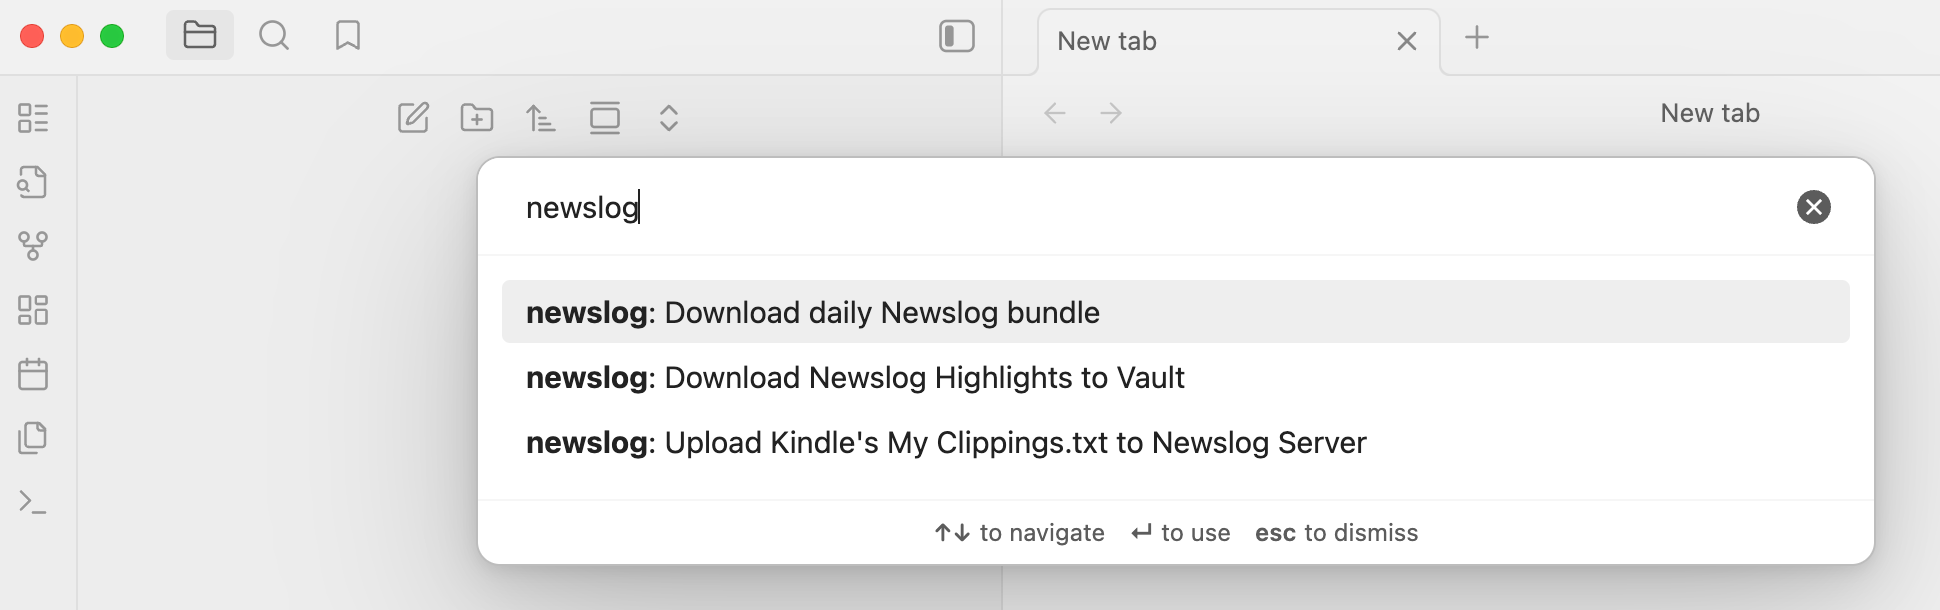 New tab
New tab
newslog
newslog: Download daily Newslog bundle
newslog: Download Newslog Highlights to Vault
newslog: Upload Kindle's My Clippings.txt to Newslog Server
↑↓ to navigate ↵ to use esc to dismiss